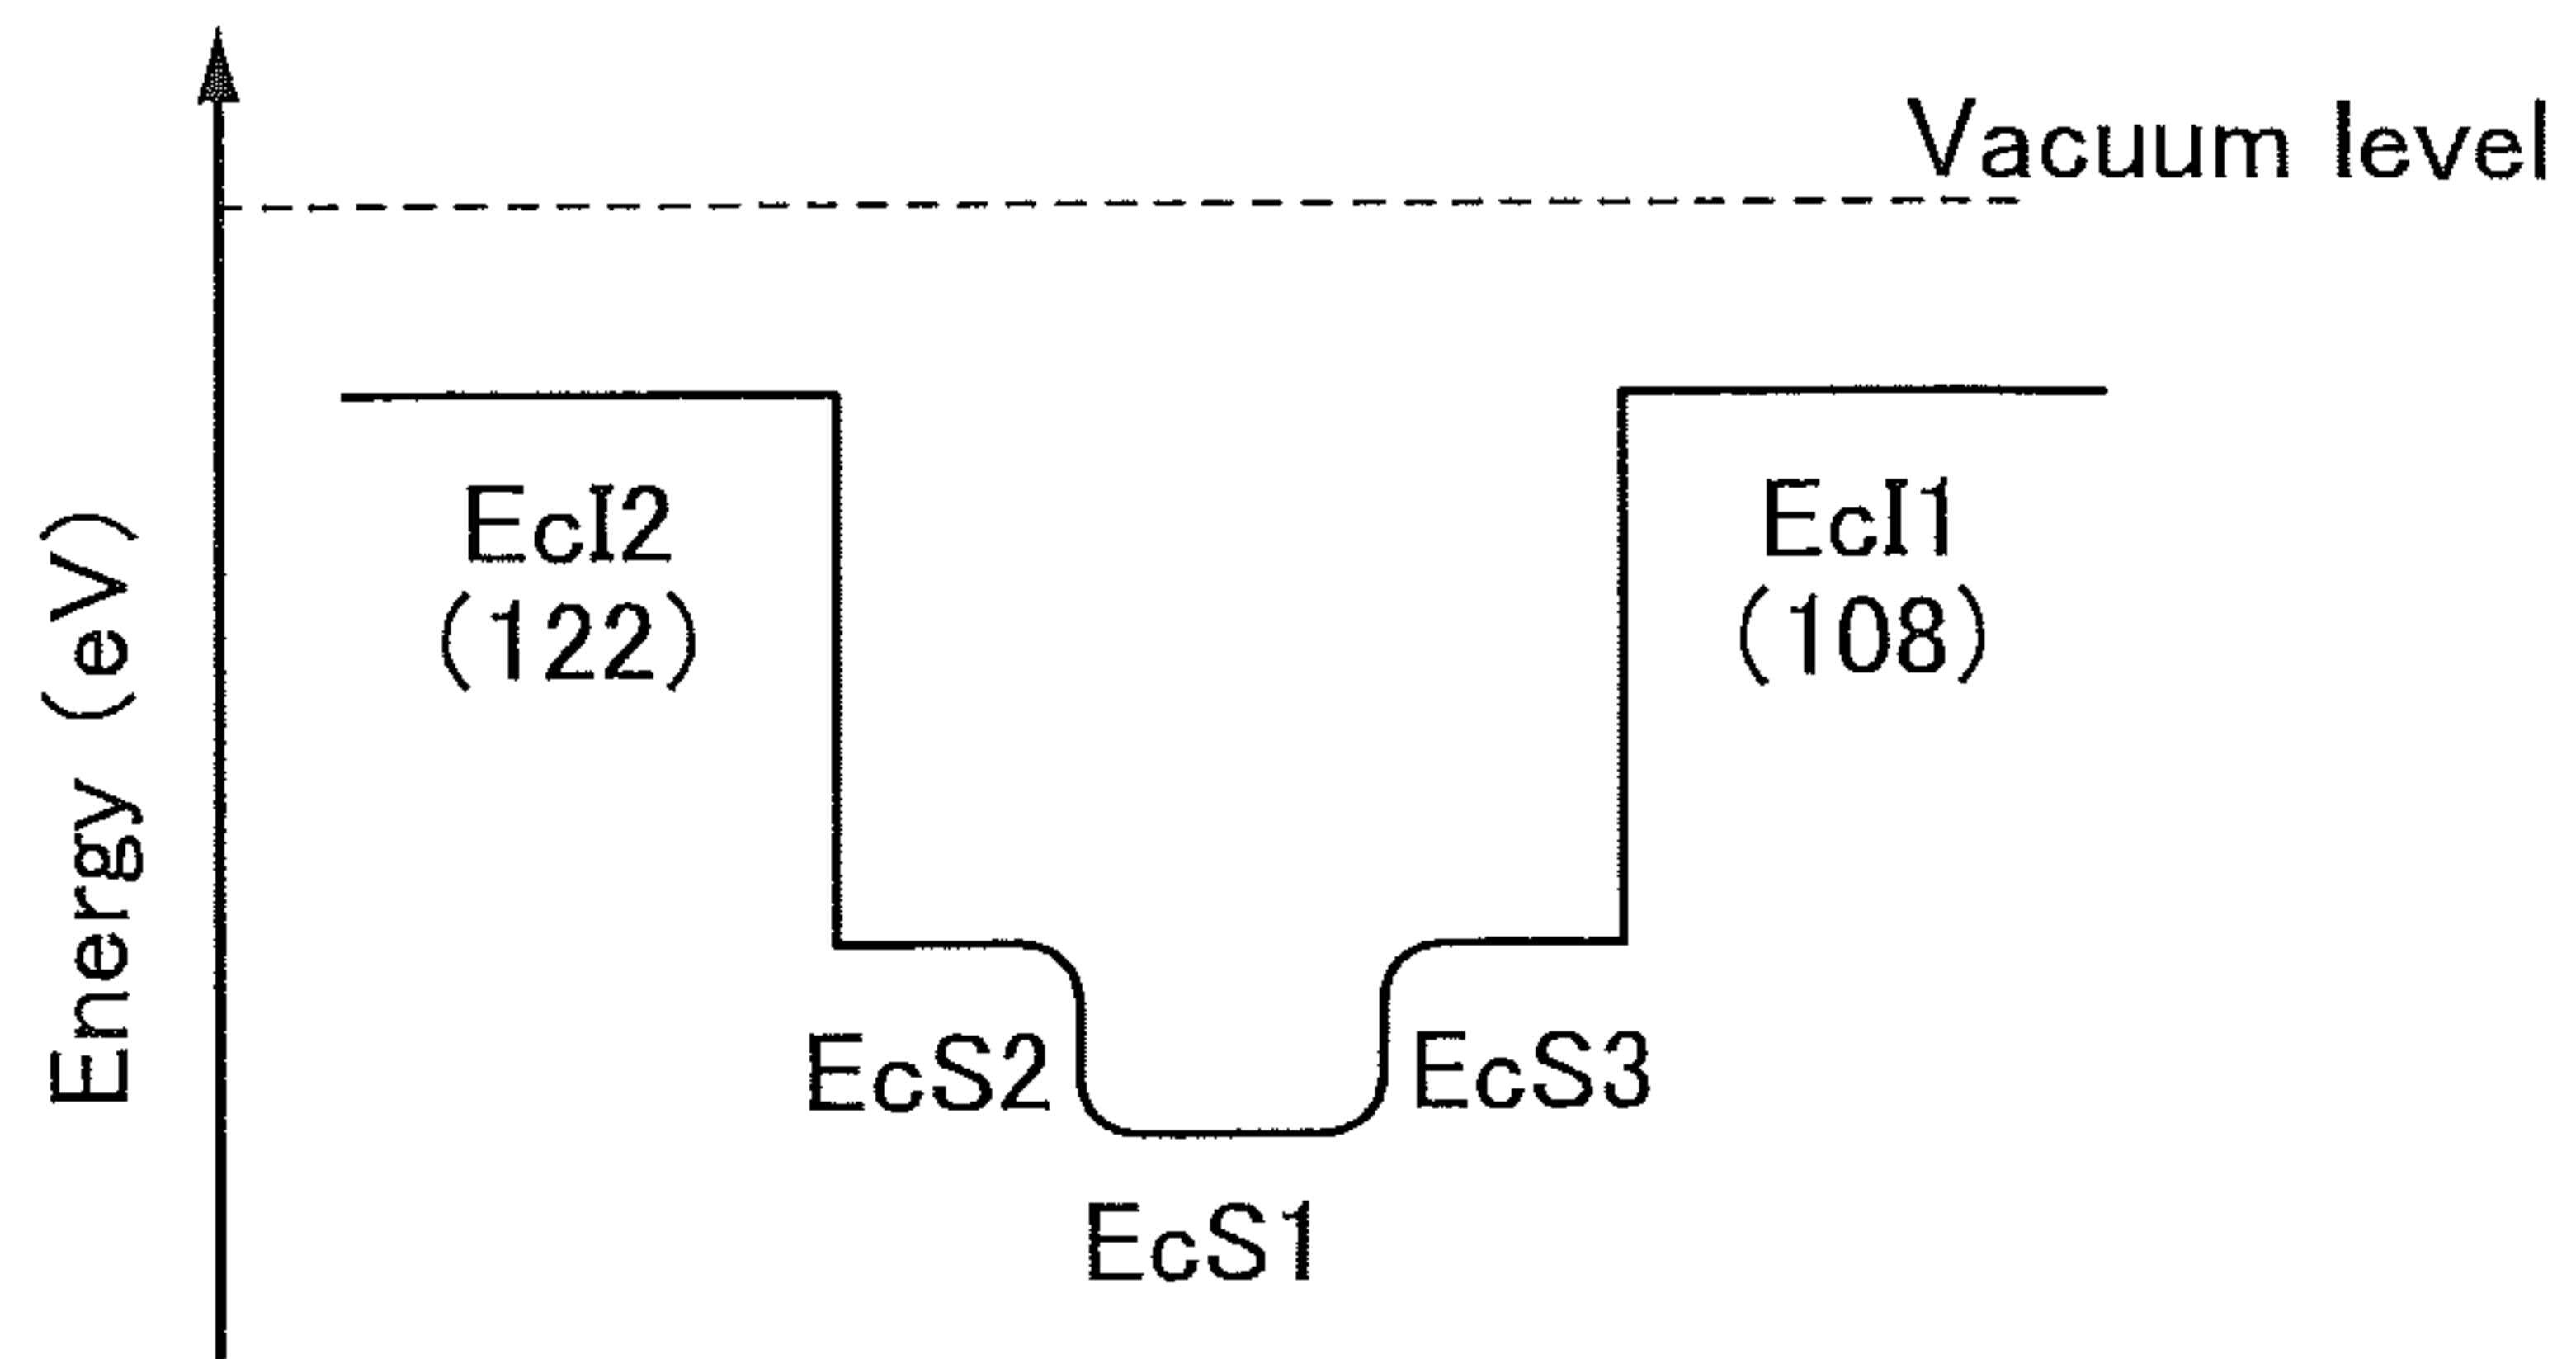 Vacuum level
Energy (eV)
EcI2
(122)
EcI1
(108)
EcS2
EcS3
EcS1